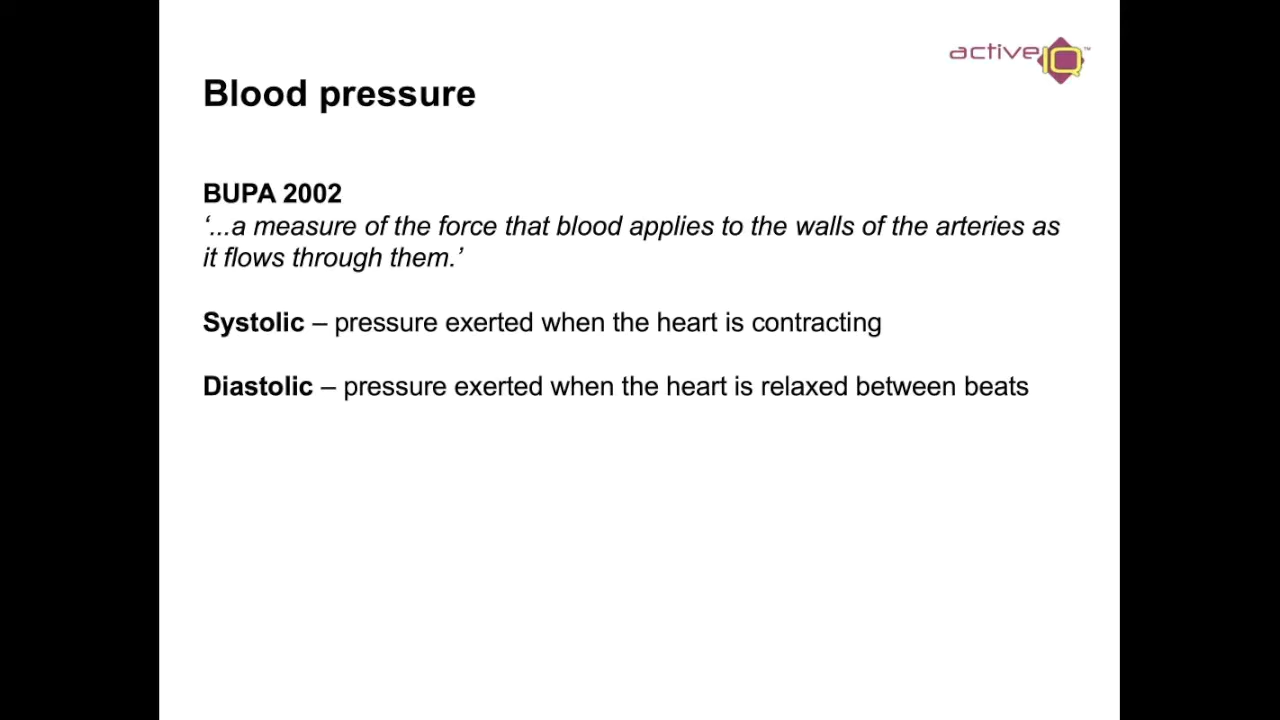 active IQ™
Blood pressure
BUPA 2002
‘...a measure of the force that blood applies to the walls of the arteries as
it flows through them.’
Systolic – pressure exerted when the heart is contracting
Diastolic – pressure exerted when the heart is relaxed between beats